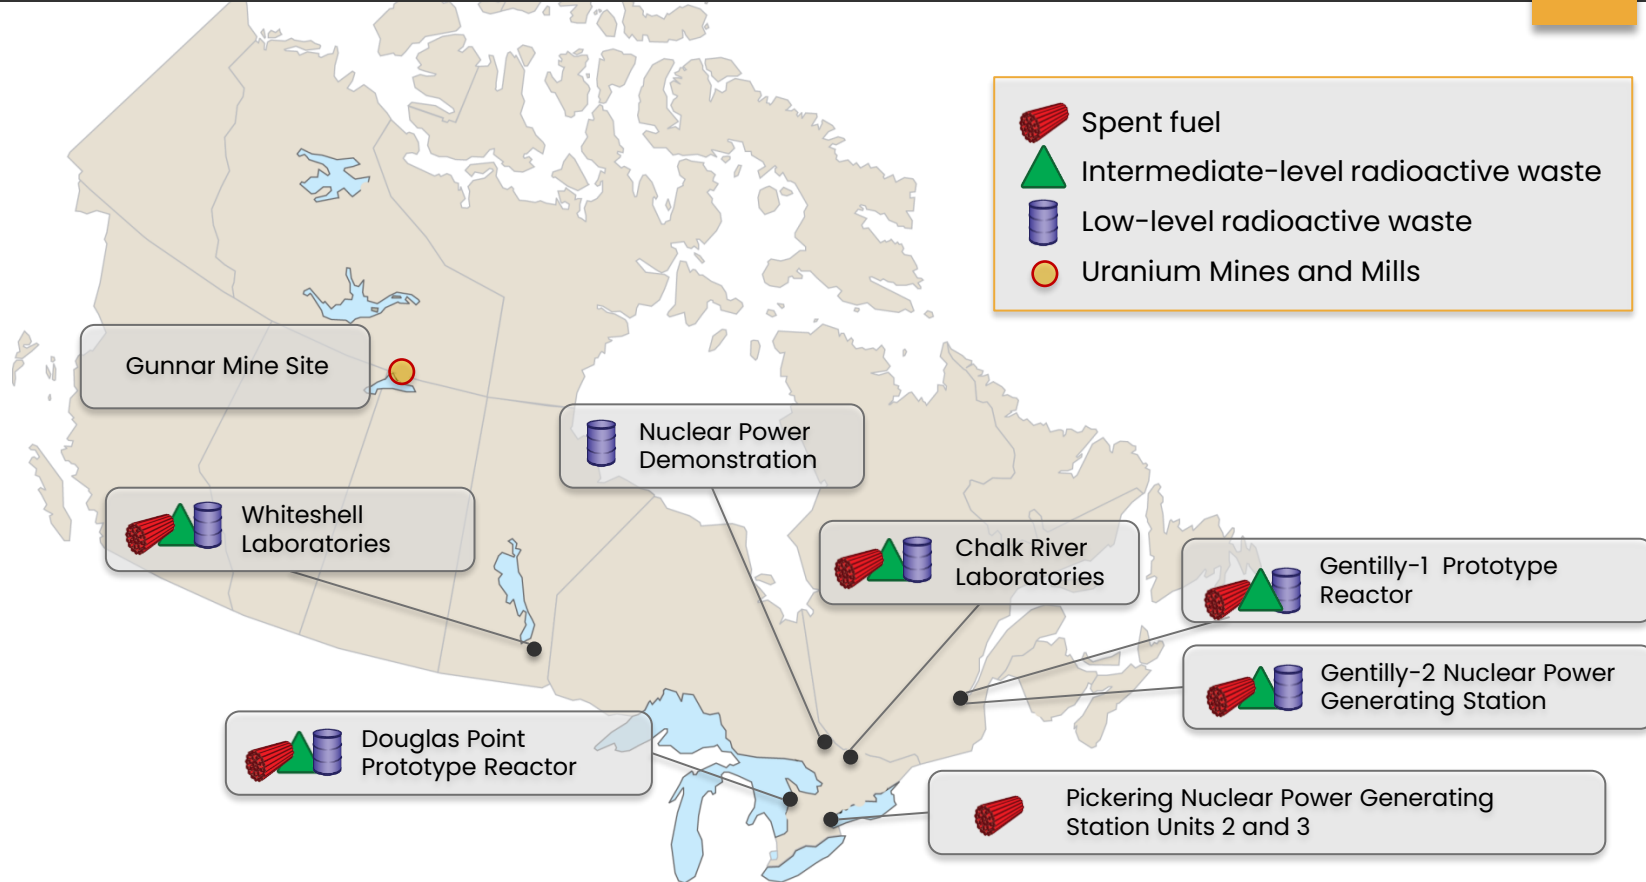 Spent fuel
Intermediate-level radioactive waste
Low-level radioactive waste
Uranium Mines and Mills
Gunnar Mine Site
Nuclear Power
Demonstration
Whiteshell
Laboratories
Chalk River
Laboratories
Gentilly-1 Prototype
Reactor
Gentilly-2 Nuclear Power
Generating Station
Douglas Point
Prototype Reactor
Pickering Nuclear Power Generating
Station Units 2 and 3